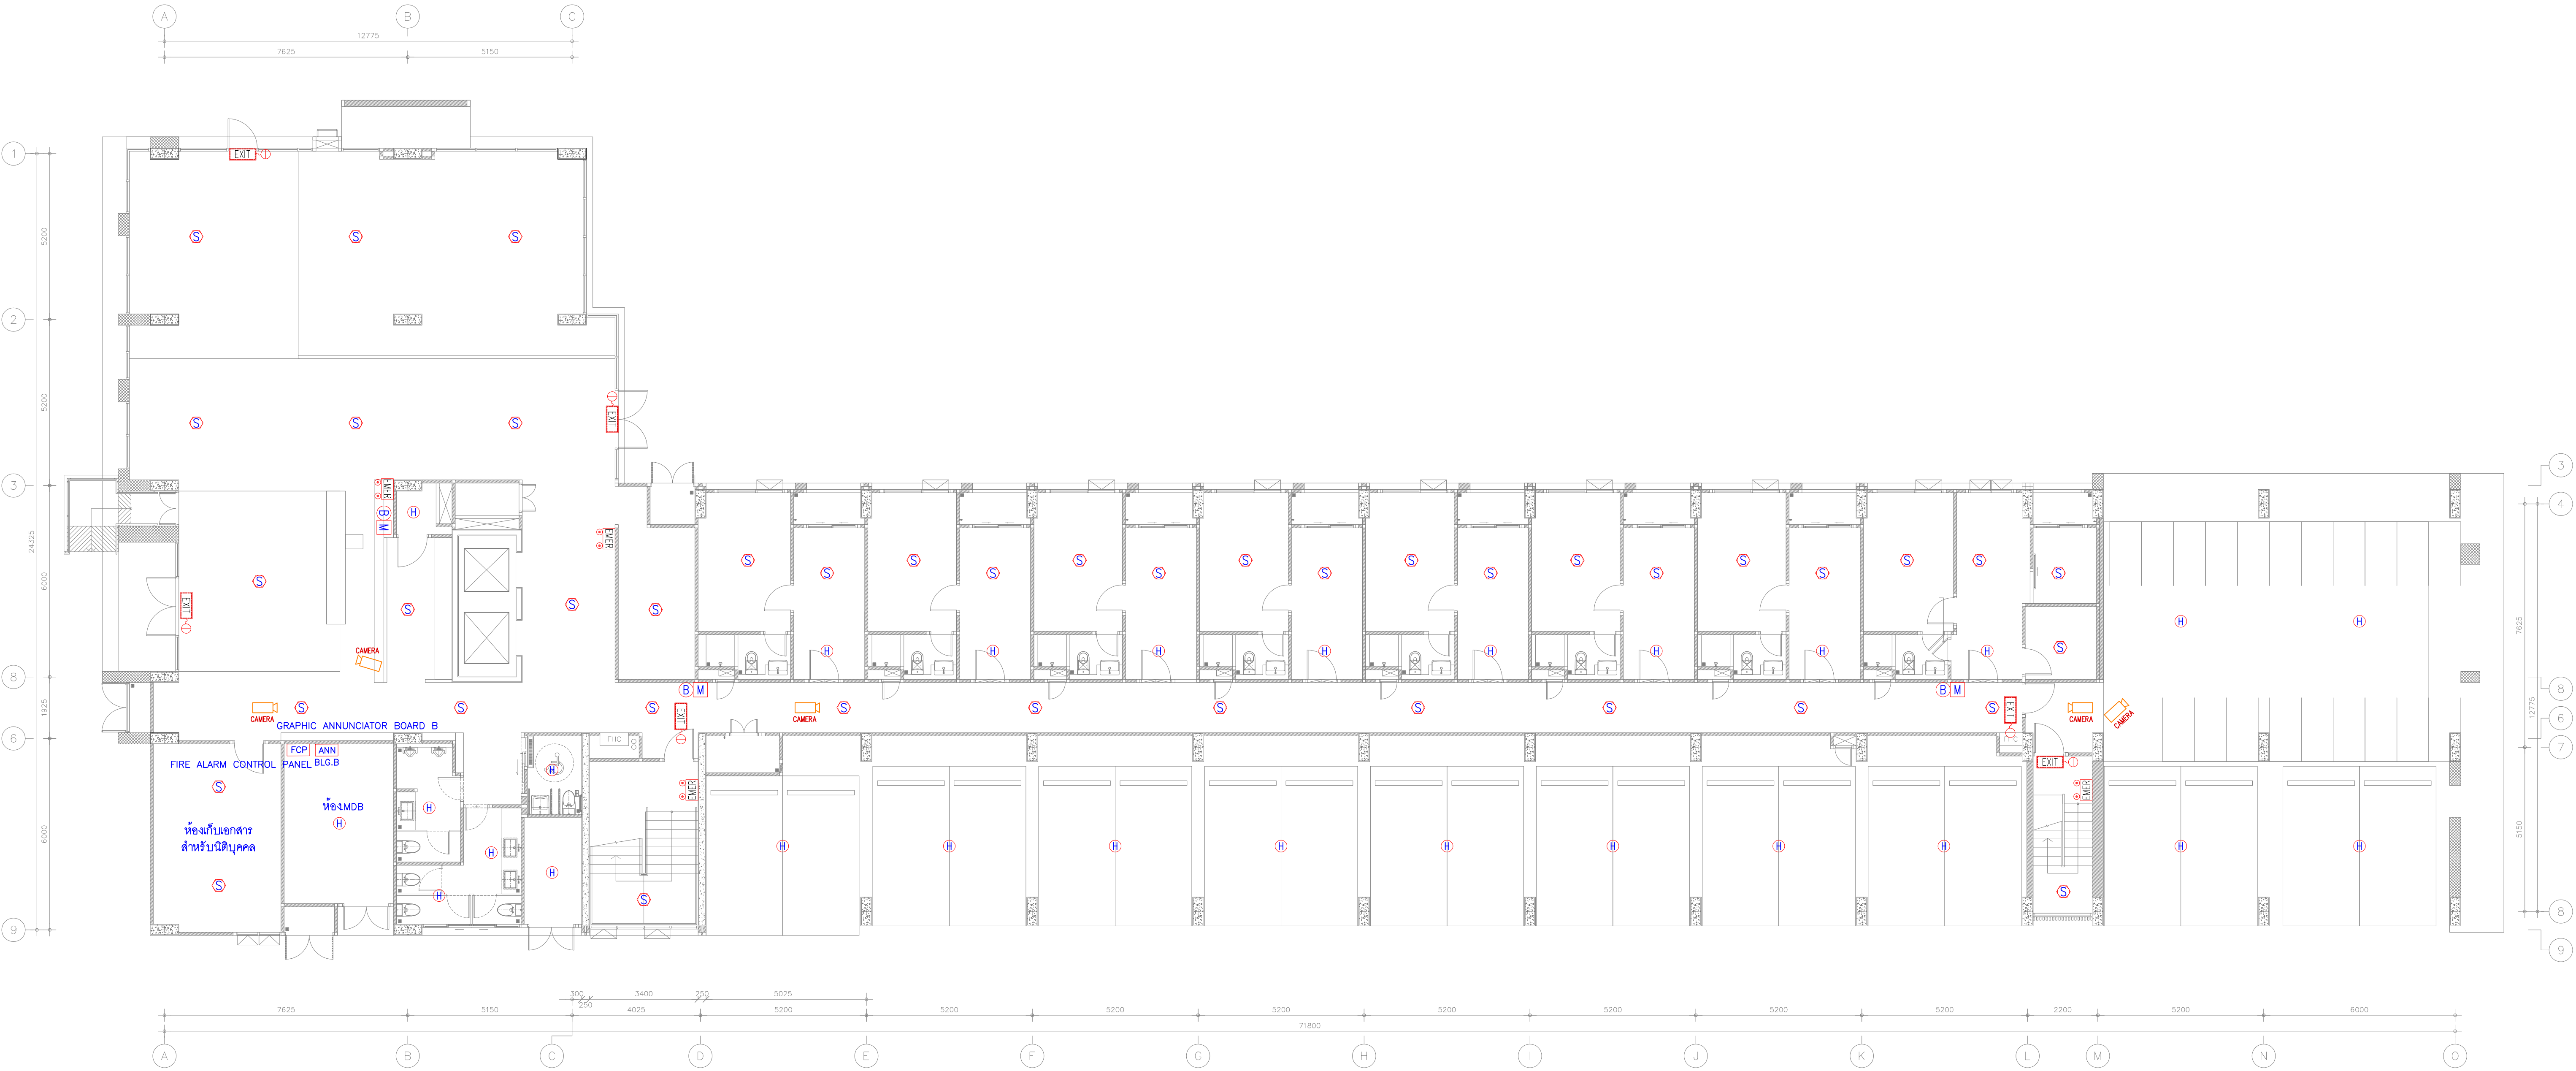 A B C
12775
7625 5150
1
EXIT
5200
S S S
2
5200
EXIT
S S S
3
3
4
EMER
B
M
H
EMER
24325
6000
S
EXIT
S
S
S
S S S S S S S S S
H H H H H H H
S
H H
7625
S
CAMERA
H H H H H H H H
8
8
B M
B M
1925
12775
S S S S S S S S S S
CAMERA
CAMERA
CAMERA
CAMERA
EXIT
EXIT
GRAPHIC ANNUNCIATOR BOARD B
6
6
7
FCP ANN
FHC
FHC
FIRE ALARM CONTROL PANEL
BLG.B
EXIT
H
S
EMER
EMER
ห้องMDB
H
H
6000
5150
ห้องเก็บเอกสาร
สำหรับนิติบุคคล
H
H H H H H H H H H H
S
H
H
S
S
8
9
9
300 3400 250 5025
250
7625 5150 4025 5200 5200 5200 5200 5200 5200 5200 5200 2200 5200 6000
71800
A B C D E F G H I J K L M N O